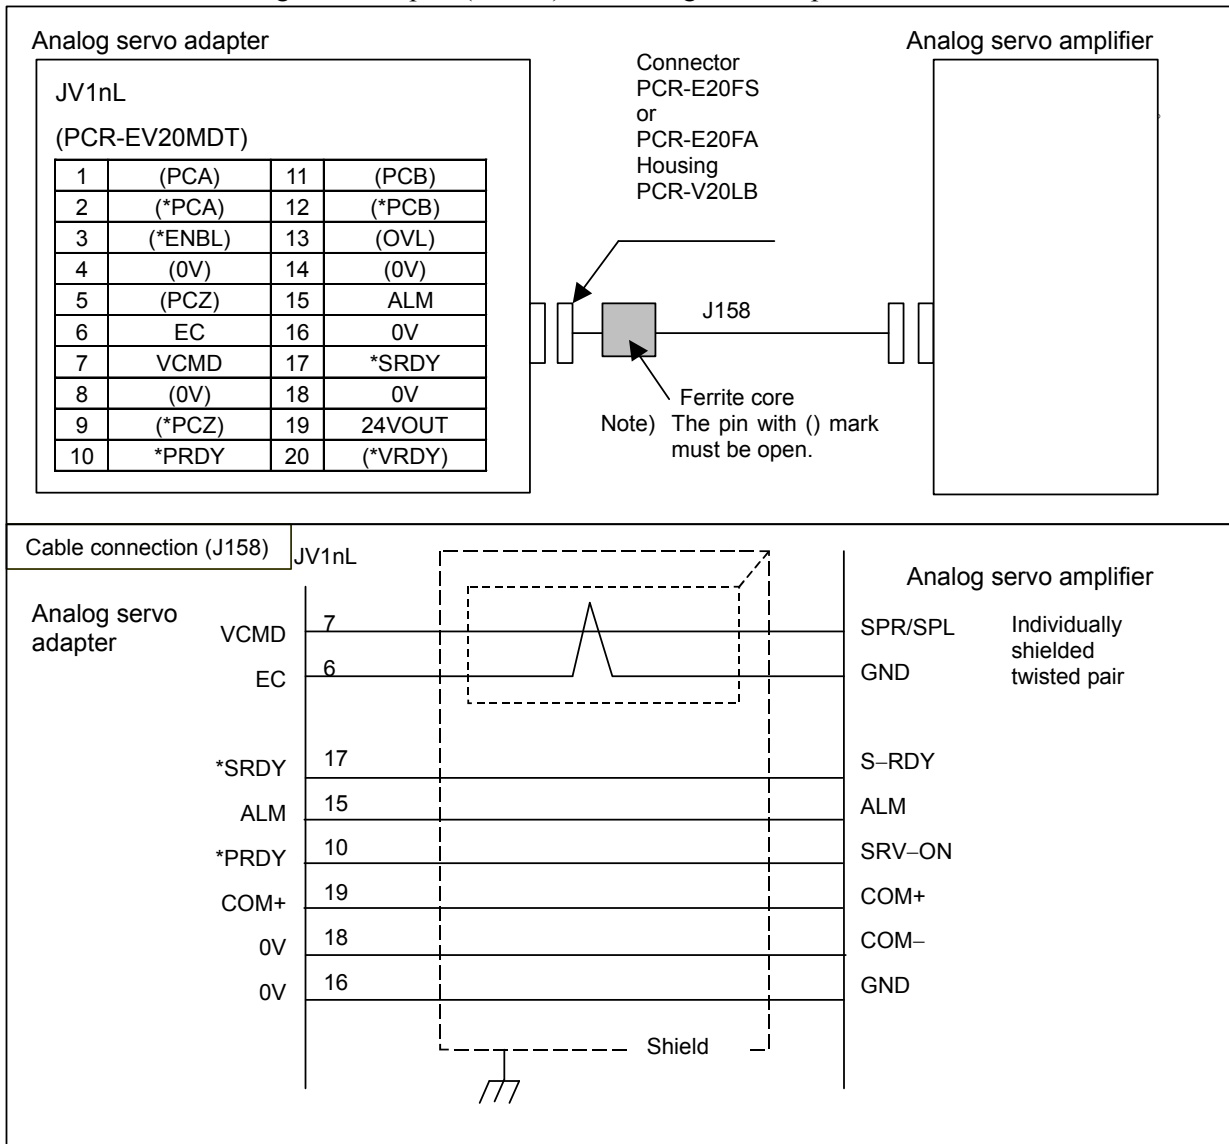 Analog servo adapter
Analog servo amplifier
JV1nL
(PCR-EV20MDT)
1 (PCA) 11 (PCB)
2 (*PCA) 12 (*PCB)
3 (*ENBL) 13 (OVL)
4 (0V) 14 (0V)
5 (PCZ) 15 ALM
6 EC 16 0V
7 VCMD 17 *SRDY
8 (0V) 18 0V
9 (*PCZ) 19 24VOUT
10 *PRDY 20 (*VRDY)
Connector
PCR-E20FS
or
PCR-E20FA
Housing
PCR-V20LB
J158
Ferrite core
Note) The pin with () mark
must be open.
Cable connection (J158)
JV1nL
Analog servo
adapter
Analog servo amplifier
VCMD 7 SPR/SPL
EC 6 GND
Individually
shielded
twisted pair
*SRDY 17 S–RDY
ALM 15 ALM
*PRDY 10 SRV–ON
COM+ 19 COM+
0V 18 COM–
0V 16 GND
Shield